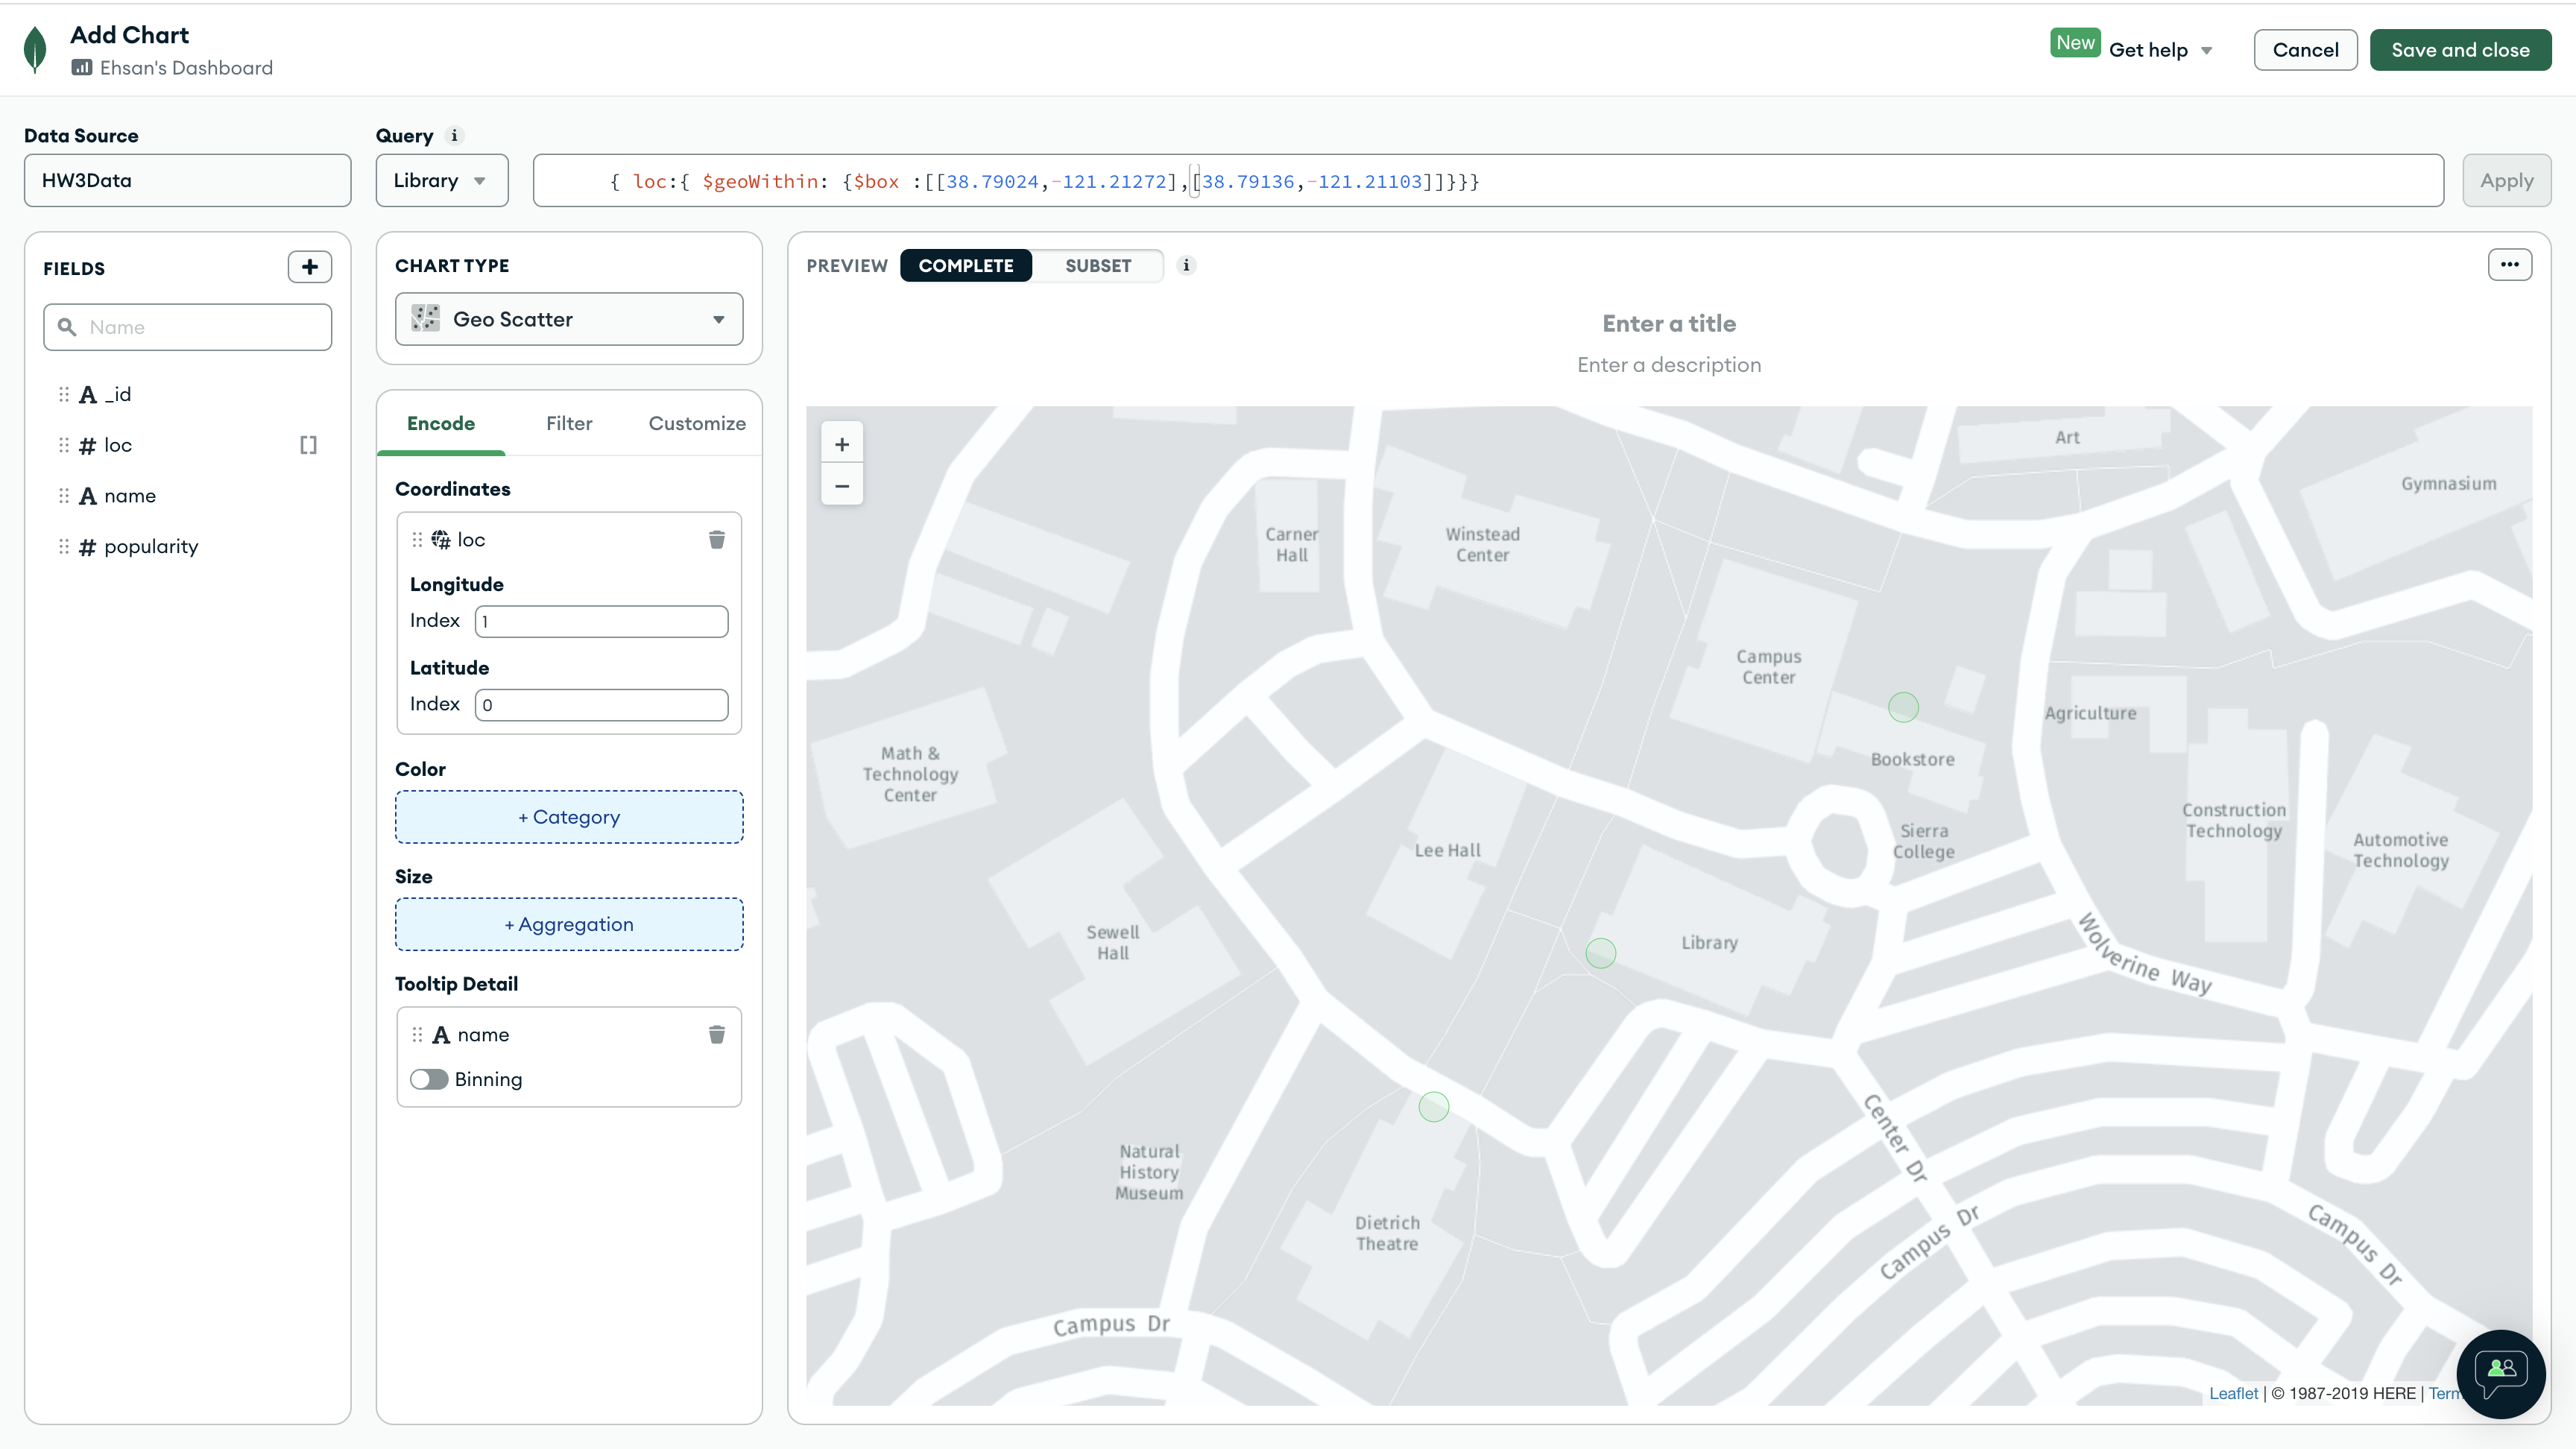 Add Chart
Ehsan's Dashboard
New
Get help
Cancel
Save and close
Data Source
Query
HW3Data
Library
{ loc:{ $geoWithin: {$box :[[38.79024,-121.21272],[38.79136,-121.21103]]}}}
Apply
FIELDS
Name
_id
# loc
[]
name
# popularity
CHART TYPE
Geo Scatter
Encode
Filter
Customize
Coordinates
loc
Longitude
Index
1
Latitude
Index
0
Color
+ Category
Size
+ Aggregation
Tooltip Detail
name
Binning
PREVIEW
COMPLETE
SUBSET
Enter a title
Enter a description
+
−
Art
Gymnasium
Carner
Hall
Winstead
Center
Campus
Center
Agriculture
Math &
Technology
Center
Bookstore
Construction
Technology
Sierra
College
Automotive
Technology
Lee Hall
Sewell
Hall
Library
Wolverine Way
Center Dr
Natural
History
Museum
Dietrich
Theatre
Campus Dr
Campus Dr
Campus Dr
Leaflet | © 1987-2019 HERE | Term